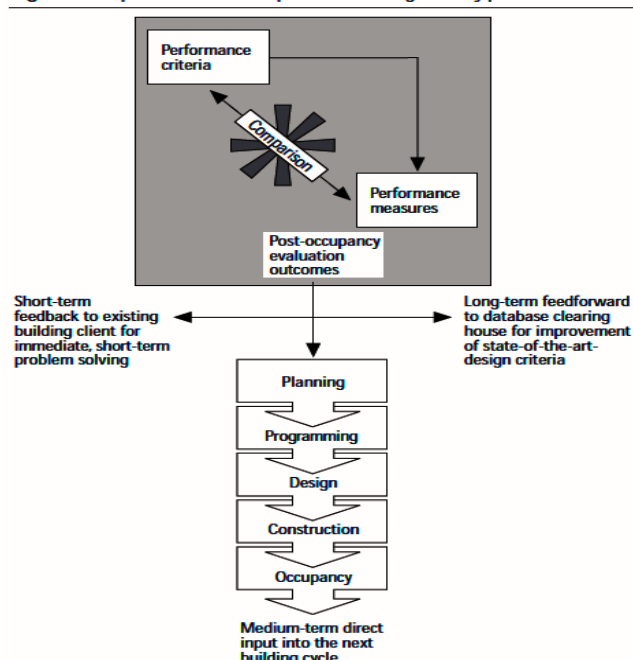 Performance
criteria
Comparison
Performance
measures
Post-occupancy
evaluation
outcomes
Short-term
feedback to existing
building client for
immediate, short-term
problem solving
Long-term feedforward
to database clearing
house for improvement
of state-of-the-art-
design criteria
Planning
Programming
Design
Construction
Occupancy
Medium-term direct
input into the next
building cycle